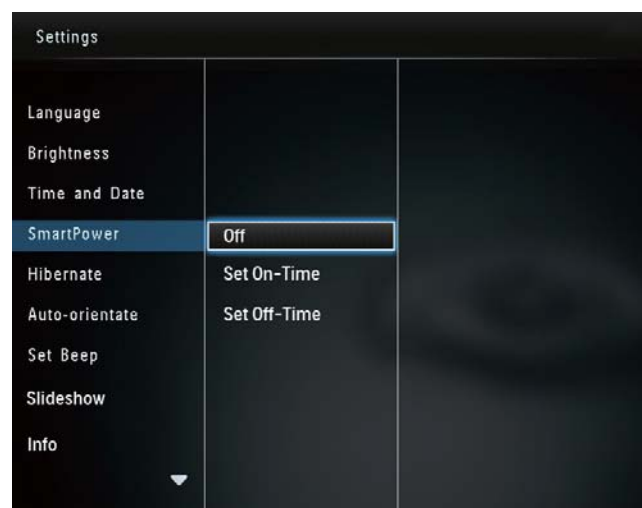 Settings
Language
Brightness
Time and Date
SmartPower
Off
Hibernate
Set On-Time
Auto-orientate
Set Off-Time
Set Beep
Slideshow
Info